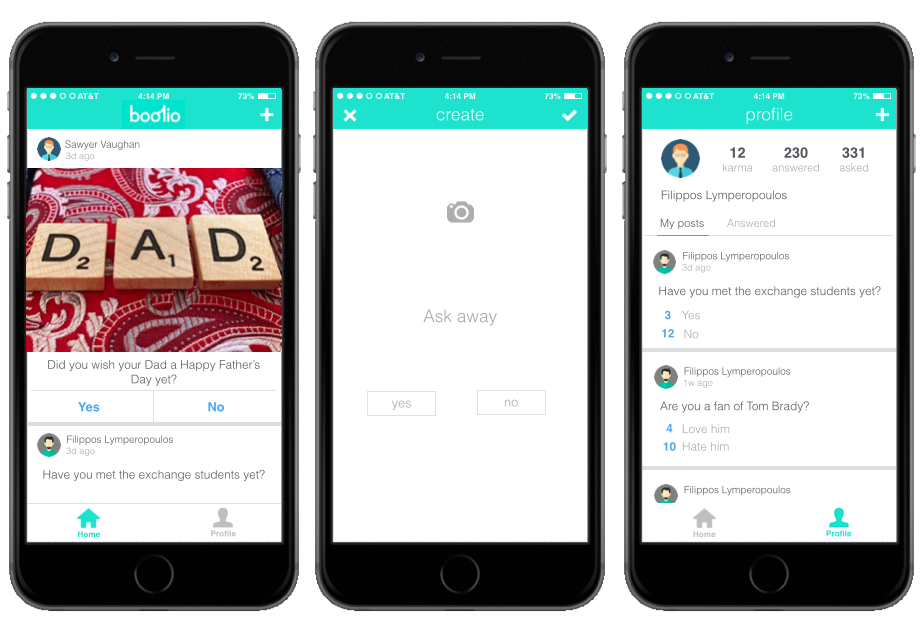 AT&T 4:14 PM 73%
boolio
Sawyer Vaughan
3d ago
D2 A1 D2
Did you wish your Dad a Happy Father's
Day yet?
Yes No
Filippos Lymperopoulos
3d ago
Have you met the exchange students yet?
Home Profile
AT&T 4:14 PM 73%
create
Ask away
yes no
AT&T 4:14 PM 73%
profile
12 230 331
karma answered asked
Filippos Lymperopoulos
My posts Answered
Filippos Lymperopoulos
3d ago
Have you met the exchange students yet?
3 Yes
12 No
Filippos Lymperopoulos
1w ago
Are you a fan of Tom Brady?
4 Love him
10 Hate him
Filippos Lymperopoulos
Home Profile